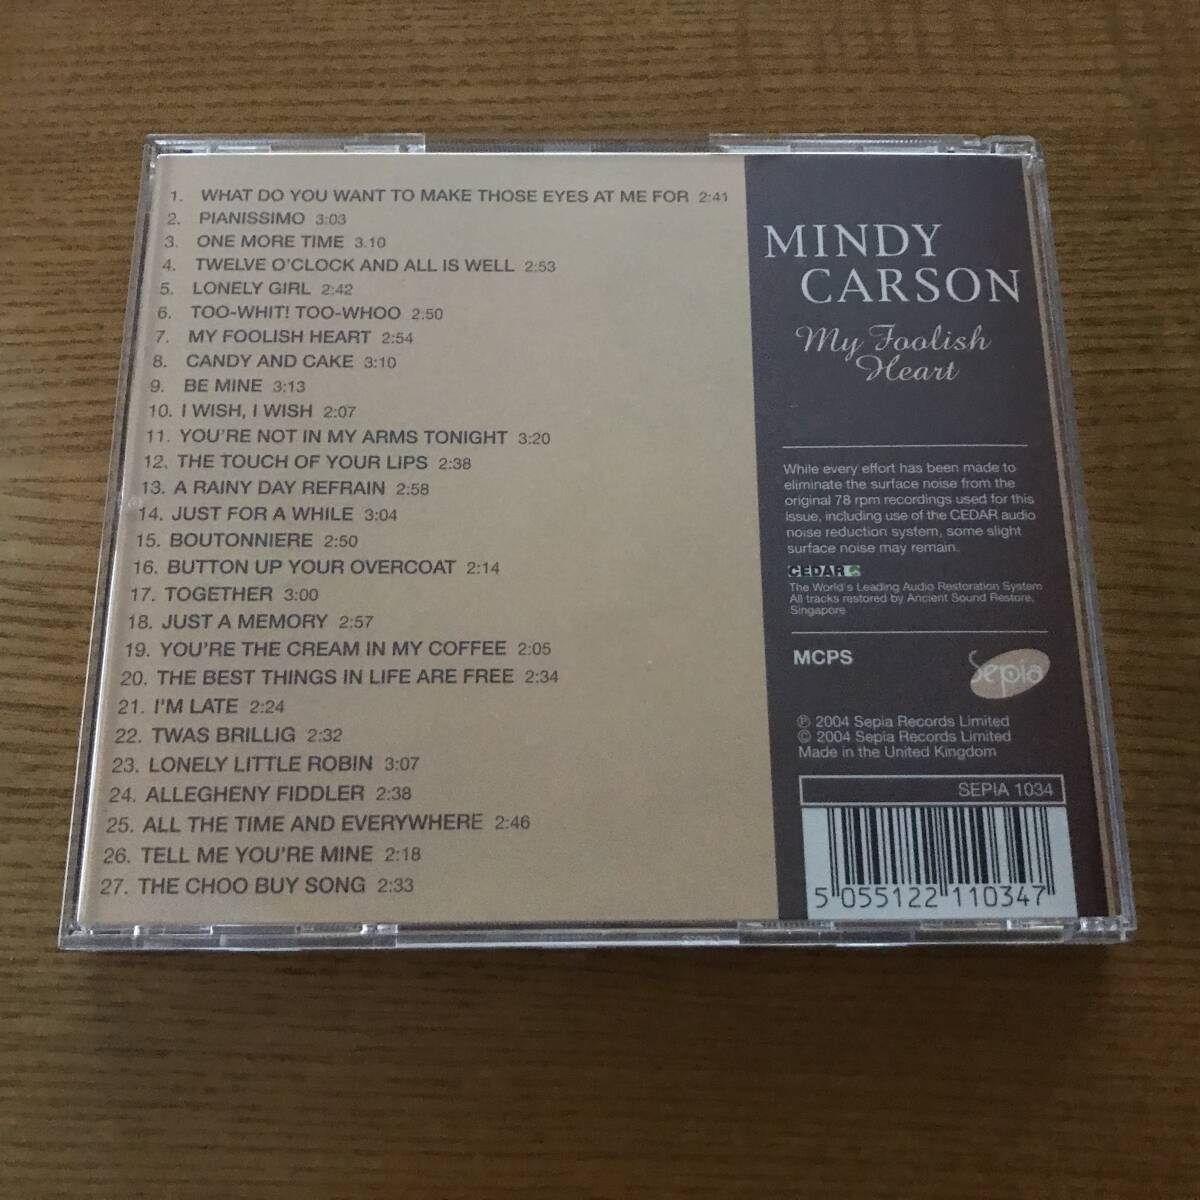 1. WHAT DO YOU WANT TO MAKE THOSE EYES AT ME FOR 2:41
2. PIANISSIMO 3:03
3. ONE MORE TIME 3.10
4. TWELVE O'CLOCK AND ALL IS WELL 2:53
5. LONELY GIRL 2:42
6. TOO-WHIT! TOO-WHOO 2:50
7. MY FOOLISH HEART 2:54
8. CANDY AND CAKE 3:10
9. BE MINE 3:13
10. I WISH, I WISH 2:07
11. YOU'RE NOT IN MY ARMS TONIGHT 3:20
12. THE TOUCH OF YOUR LIPS 2:38
13. A RAINY DAY REFRAIN 2:58
14. JUST FOR A WHILE 3:04
15. BOUTONNIERE 2:50
16. BUTTON UP YOUR OVERCOAT 2:14
17. TOGETHER 3:00
18. JUST A MEMORY 2:57
19. YOU'RE THE CREAM IN MY COFFEE 2:05
20. THE BEST THINGS IN LIFE ARE FREE 2:34
21. I'M LATE 2:24
22. TWAS BRILLIG 2:32
23. LONELY LITTLE ROBIN 3:07
24. ALLEGHENY FIDDLER 2:38
25. ALL THE TIME AND EVERYWHERE 2:46
26. TELL ME YOU'RE MINE 2:18
27. THE CHOO BUY SONG 2:33
MINDY
CARSON
My Foolish
Heart
While every effort has been made to
eliminate the surface noise from the
original 78 rpm recordings used for this
issue, including use of the CEDAR audio
noise reduction system, some slight
surface noise may remain.
CEDAR
The World's Leading Audio Restoration System
All tracks restored by Ancient Sound Restore,
Singapore
MCPS
Sepia
℗ 2004 Sepia Records Limited
© 2004 Sepia Records Limited
Made in the United Kingdom
SEPIA 1034
5 055122 110347